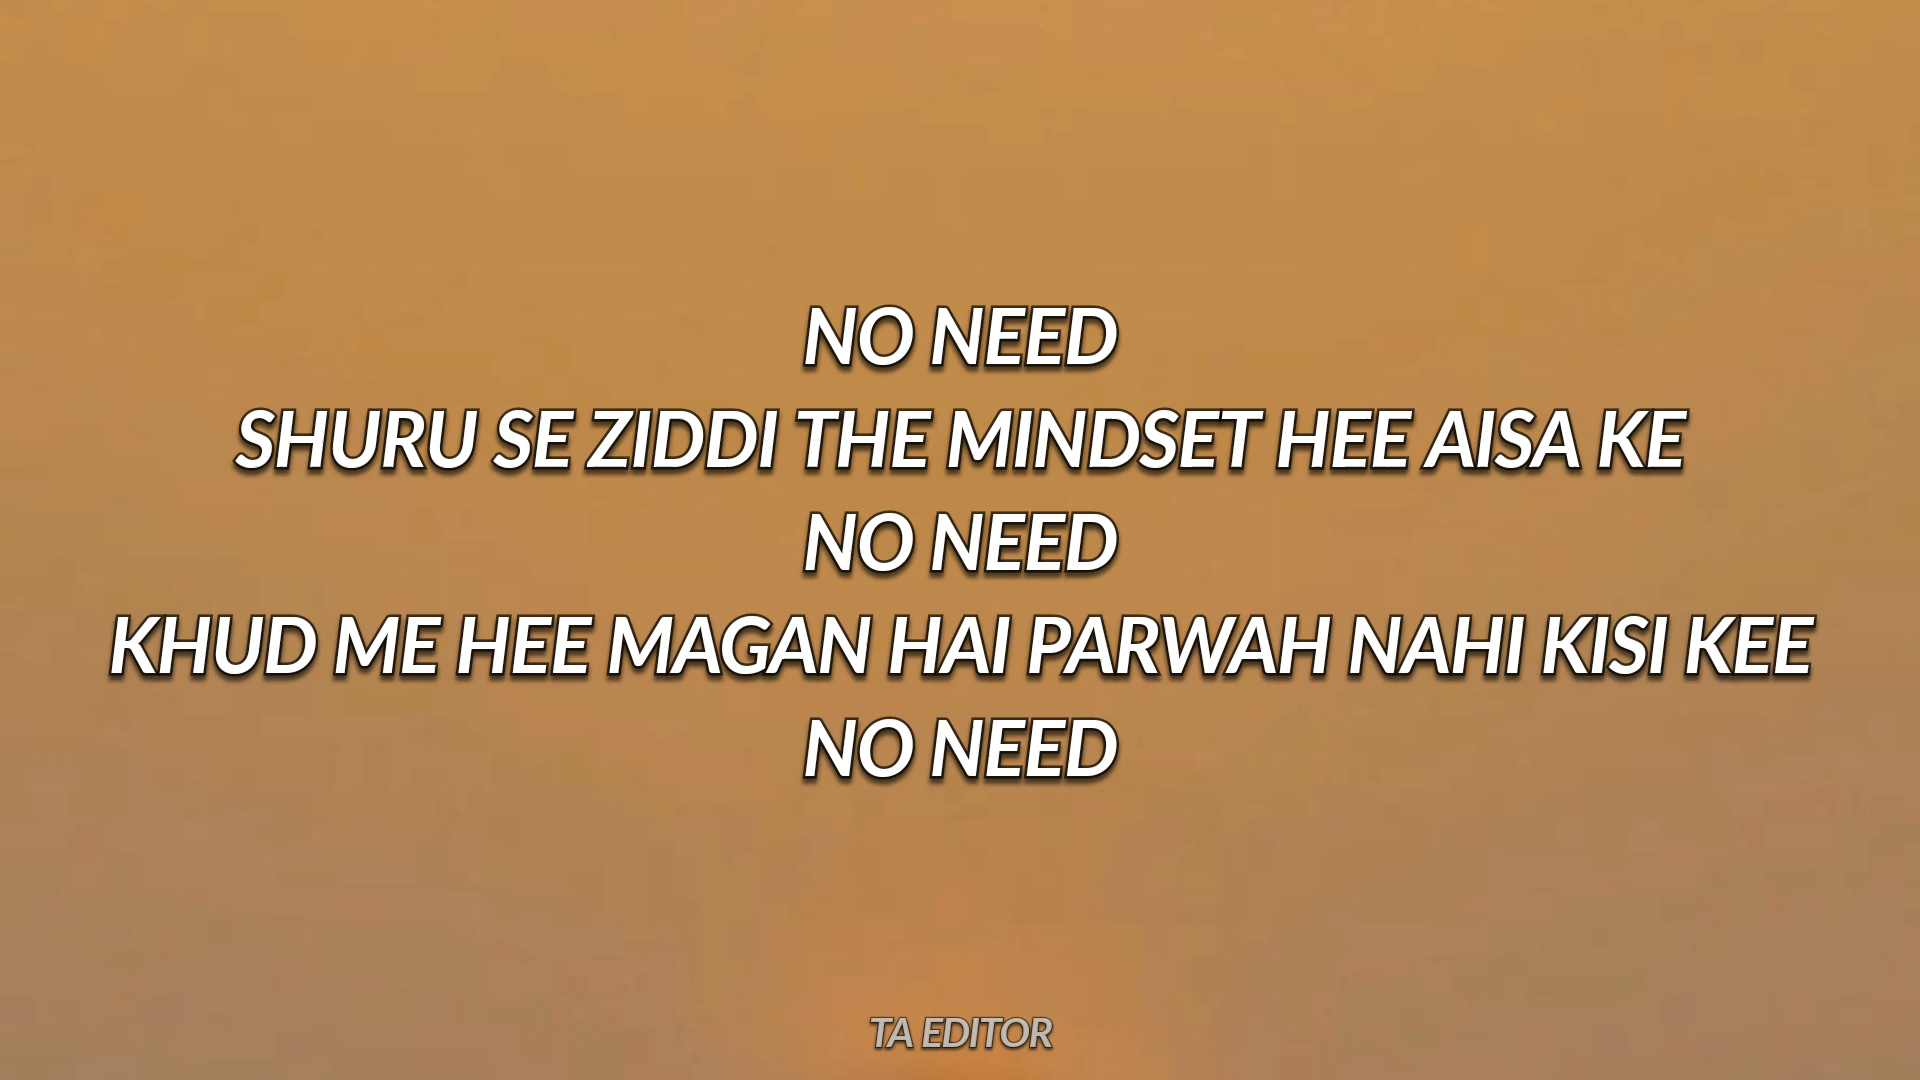 NO NEED
SHURU SE ZIDDI THE MINDSET HEE AISA KE
NO NEED
KHUD ME HEE MAGAN HAI PARWAH NAHI KISI KEE
NO NEED
TA EDITOR